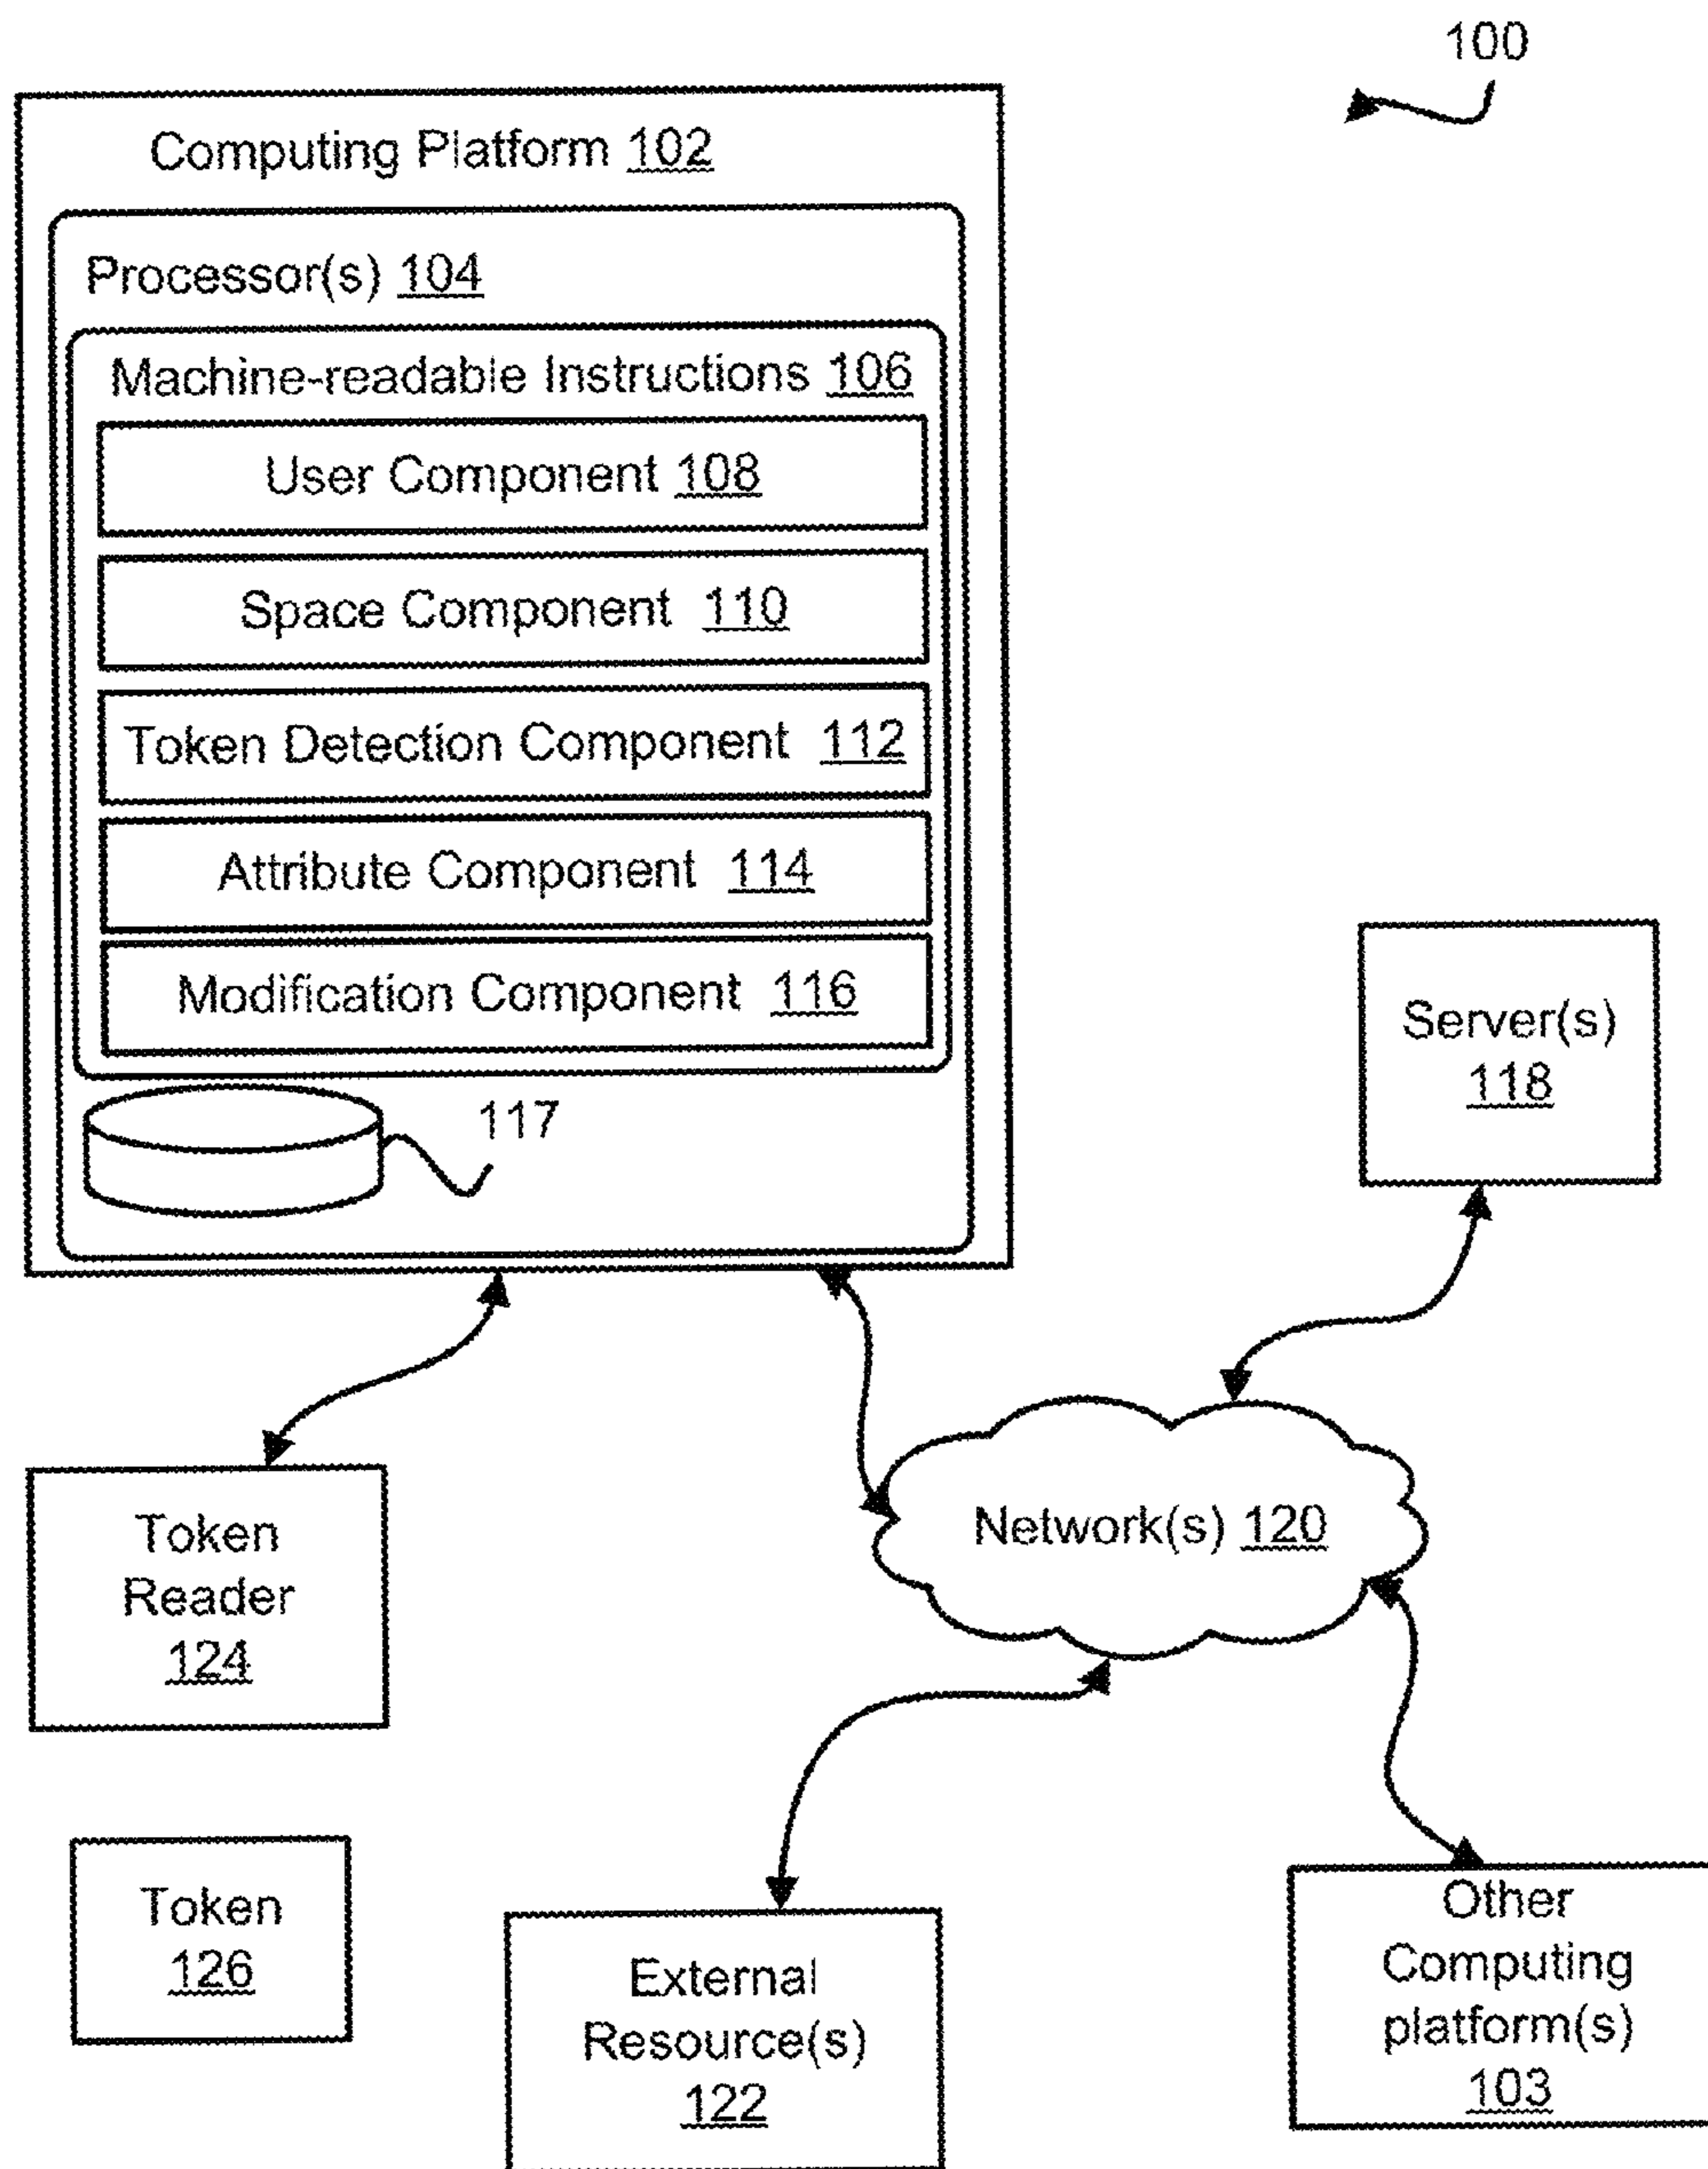 100
Computing Platform 102
Processor(s) 104
Machine-readable Instructions 106
User Component 108
Space Component 110
Token Detection Component 112
Attribute Component 114
Modification Component 116
117
Server(s)
118
Network(s) 120
Token
Reader
124
Token
126
External
Resource(s)
122
Other
Computing
platform(s)
103